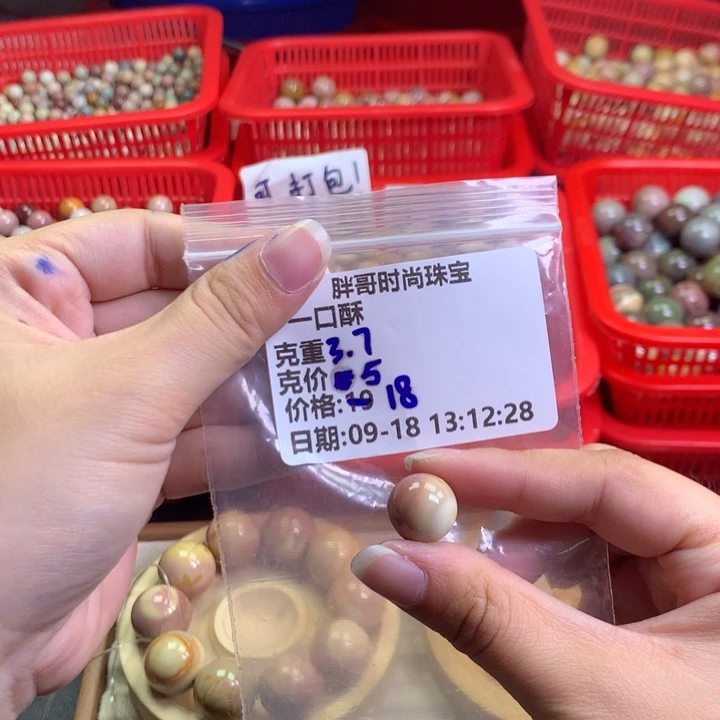 可打包!
胖哥时尚珠宝
一口酥
克重3.7
克价 5
价格:19 18
日期:09-18 13:12:28